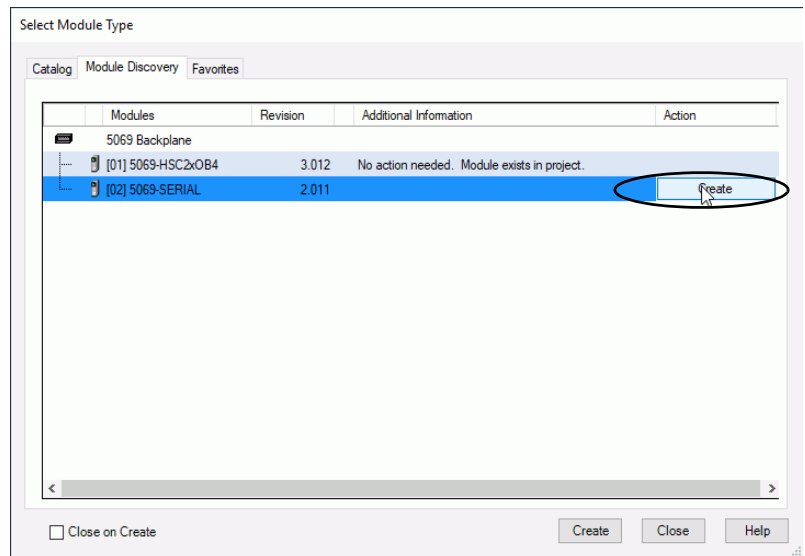 Select Module Type
Catalog Module Discovery Favorites
Modules Revision Additional Information Action
5069 Backplane
[01] 5069-HSC2xOB4 3.012 No action needed. Module exists in project.
[02] 5069-SERIAL 2.011 Create
Close on Create Create Close Help